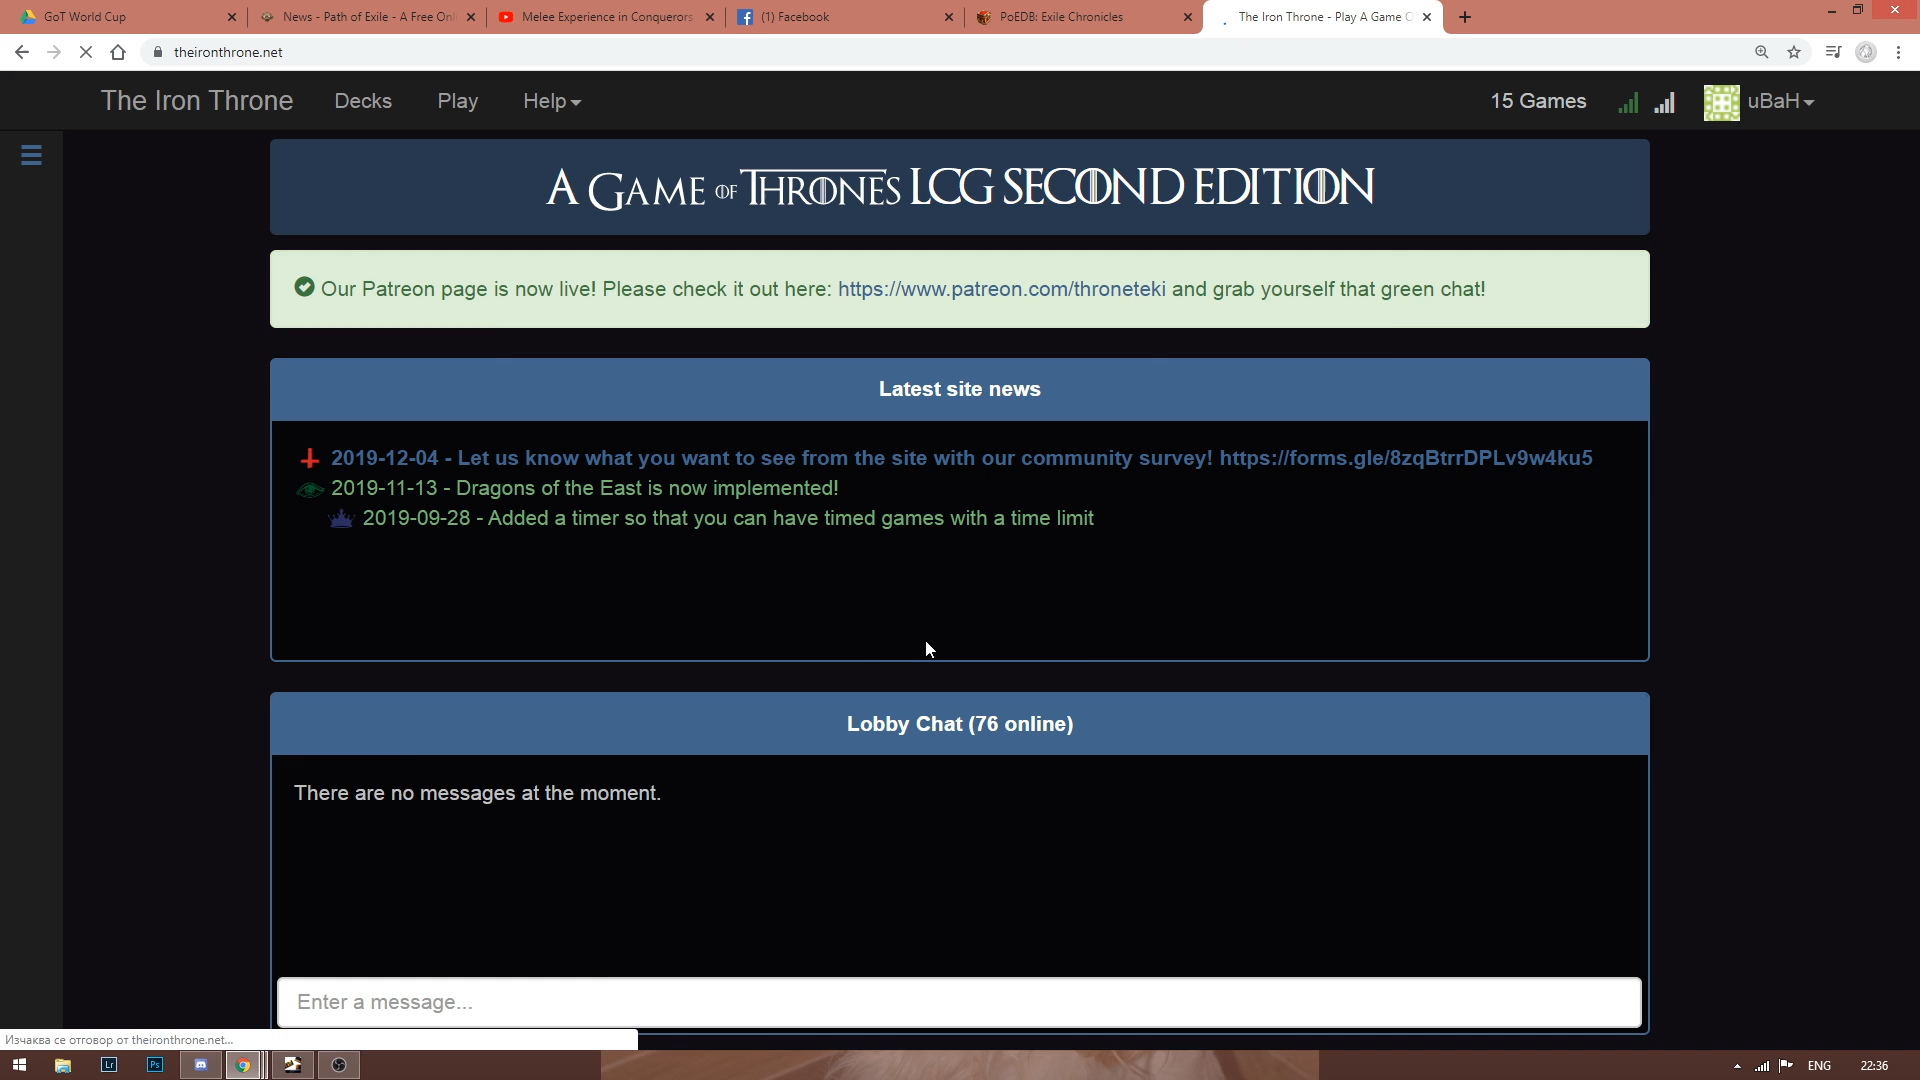 GoT World Cup
News - Path of Exile - A Free Onl
Melee Experience in Conquerors
(1) Facebook
PoEDB: Exile Chronicles
The Iron Throne - Play A Game O
theironthrone.net
The Iron Throne
Decks
Play
Help
15 Games
uBaH
A GAME OF THRONES LCG SECOND EDITION
Our Patreon page is now live! Please check it out here: https://www.patreon.com/throneteki and grab yourself that green chat!
Latest site news
2019-12-04 - Let us know what you want to see from the site with our community survey! https://forms.gle/8zqBtrrDPLv9w4ku5
2019-11-13 - Dragons of the East is now implemented!
2019-09-28 - Added a timer so that you can have timed games with a time limit
Lobby Chat (76 online)
There are no messages at the moment.
Enter a message...
Изчаква се отговор от theironthrone.net...
Lr
Ps
ENG
22:36